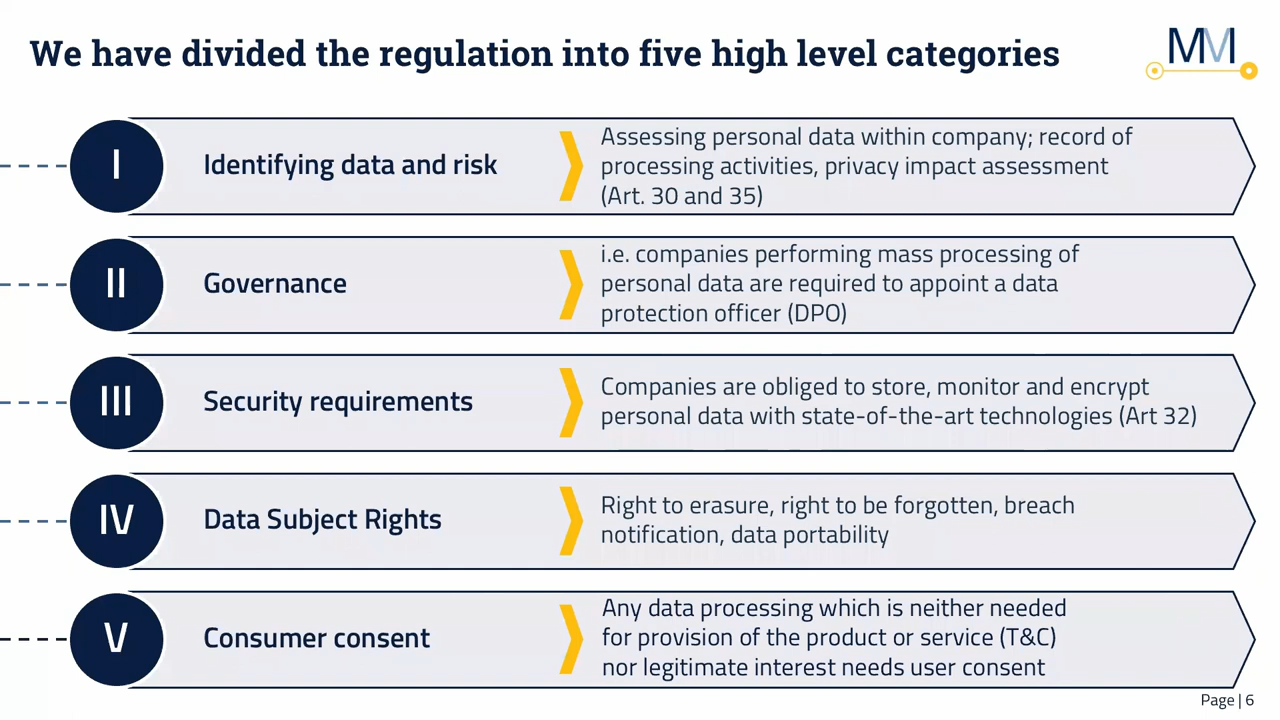 We have divided the regulation into five high level categories
MM
I
Identifying data and risk
Assessing personal data within company; record of
processing activities, privacy impact assessment
(Art. 30 and 35)
II
Governance
i.e. companies performing mass processing of
personal data are required to appoint a data
protection officer (DPO)
III
Security requirements
Companies are obliged to store, monitor and encrypt
personal data with state-of-the-art technologies (Art 32)
IV
Data Subject Rights
Right to erasure, right to be forgotten, breach
notification, data portability
V
Consumer consent
Any data processing which is neither needed
for provision of the product or service (T&C)
nor legitimate interest needs user consent
Page | 6